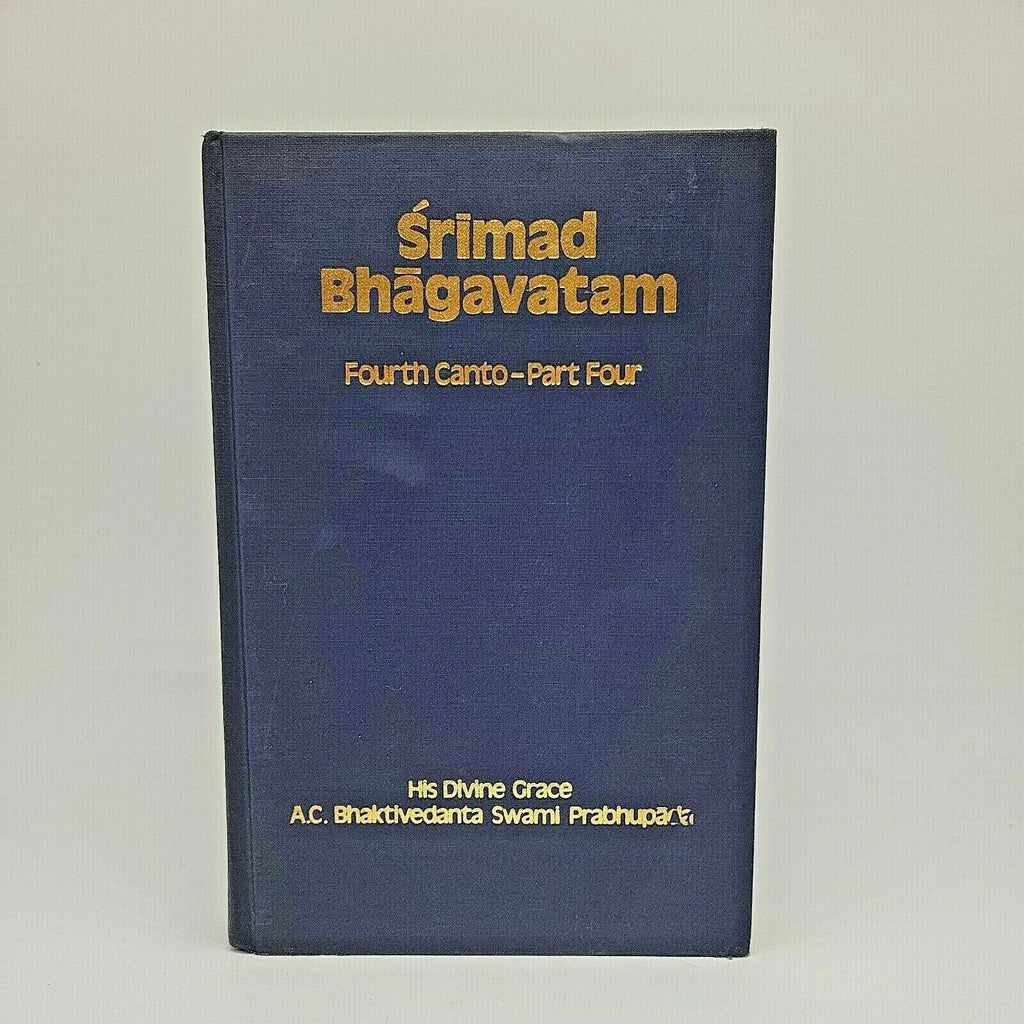 Śrīmad
Bhāgavatam
Fourth Canto–Part Four
His Divine Grace
A.C. Bhaktivedanta Swami Prabhupāda